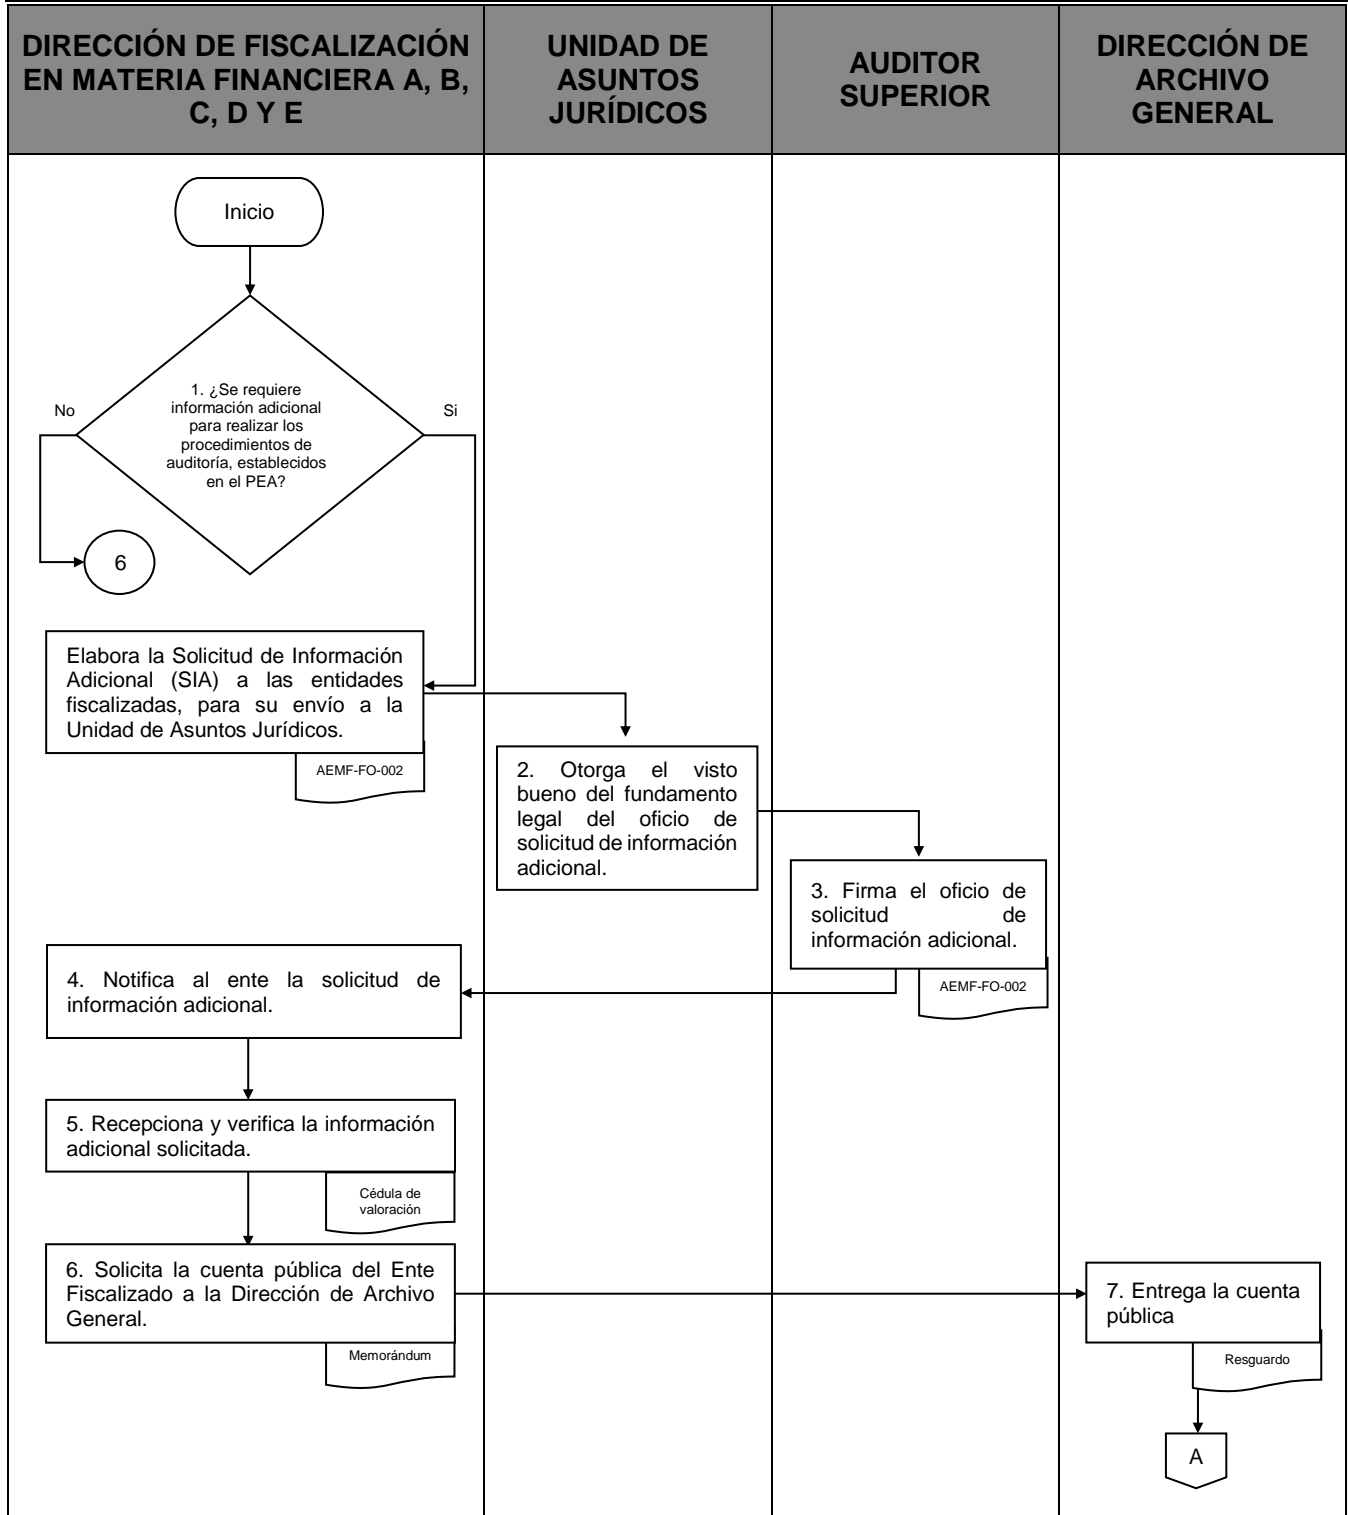 DIRECCIÓN DE FISCALIZACIÓN
EN MATERIA FINANCIERA A, B,
C, D Y E
UNIDAD DE
ASUNTOS
JURÍDICOS
AUDITOR
SUPERIOR
DIRECCIÓN DE
ARCHIVO
GENERAL
Inicio
1. ¿Se requiere
información adicional
para realizar los
procedimientos de
auditoría, establecidos
en el PEA?
No
Si
6
Elabora la Solicitud de Información
Adicional (SIA) a las entidades
fiscalizadas, para su envío a la
Unidad de Asuntos Jurídicos.
AEMF-FO-002
2. Otorga el visto
bueno del fundamento
legal del oficio de
solicitud de información
adicional.
3. Firma el oficio de
solicitud de
información adicional.
AEMF-FO-002
4. Notifica al ente la solicitud de
información adicional.
5. Recepciona y verifica la información
adicional solicitada.
Cédula de
valoración
6. Solicita la cuenta pública del Ente
Fiscalizado a la Dirección de Archivo
General.
Memorándum
7. Entrega la cuenta
pública
Resguardo
A